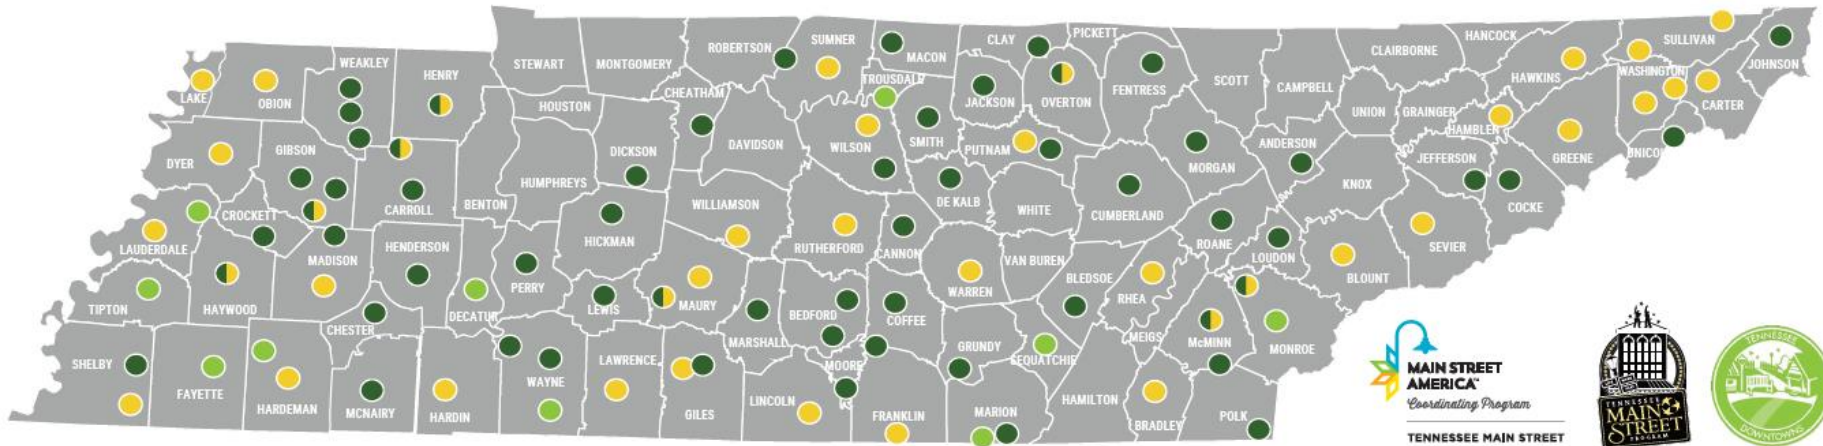 LAKE
OBION
WEAKLEY
HENRY
STEWART
MONTGOMERY
ROBERTSON
SUMNER
MACON
TROUSDALE
CLAY
PICKETT
HANCOCK
CLAIRBORNE
SULLIVAN
JOHNSON
HOUSTON
CHEATHAM
JACKSON
OVERTON
FENTRESS
SCOTT
CAMPBELL
UNION
GRAINGER
HAWKINS
HAMBLEN
WASHINGTON
CARTER
DYER
GIBSON
CARROLL
BENTON
HUMPHREYS
DICKSON
DAVIDSON
WILSON
SMITH
PUTNAM
MORGAN
ANDERSON
KNOX
JEFFERSON
GREENE
UNICOI
LAUDERDALE
CROCKETT
MADISON
HENDERSON
DECATUR
PERRY
HICKMAN
WILLIAMSON
RUTHERFORD
CANNON
DE KALB
WHITE
CUMBERLAND
ROANE
LOUDON
BLOUNT
SEVIER
COCKE
TIPTON
HAYWOOD
CHESTER
LEWIS
MAURY
MARSHALL
BEDFORD
COFFEE
WARREN
VAN BUREN
BLEDSOE
RHEA
MEIGS
McMINN
MONROE
SHELBY
FAYETTE
HARDEMAN
MCNAIRY
HARDIN
WAYNE
LAWRENCE
GILES
LINCOLN
MOORE
FRANKLIN
GRUNDY
SEQUATCHIE
MARION
HAMILTON
BRADLEY
POLK
MAIN STREET
AMERICA™
Coordinating Program
TENNESSEE MAIN STREET
TENNESSEE
MAIN
STREET
PROGRAM
TENNESSEE
DOWNTOWNS